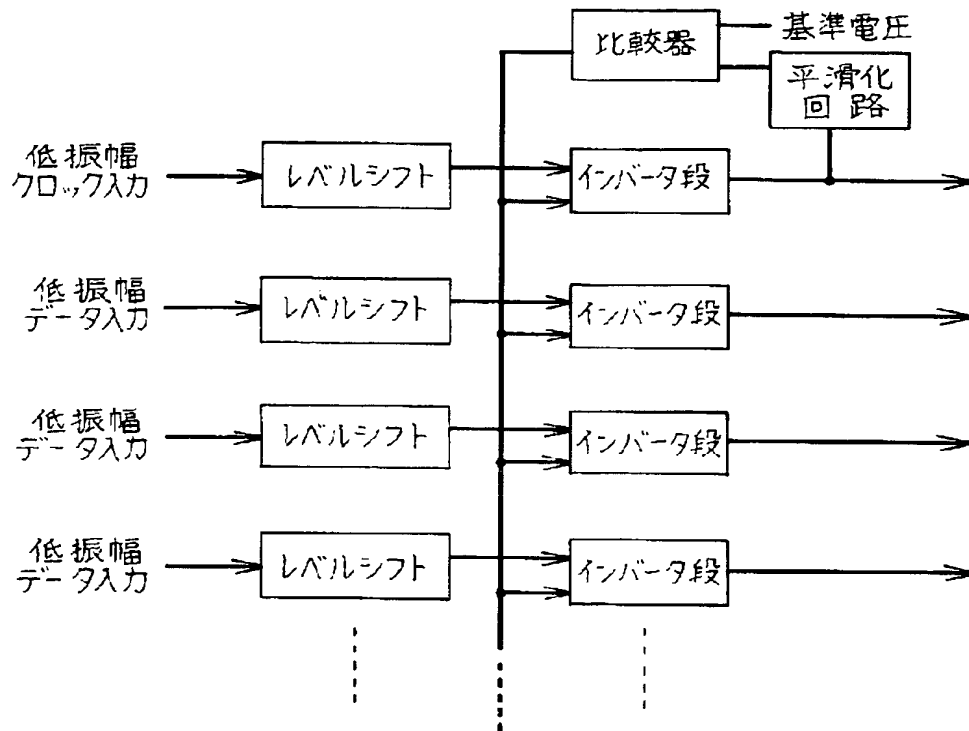 比較器
基準電圧
平滑化
回路
低振幅
クロック入力
レベルシフト
インバータ段
低振幅
データ入力
レベルシフト
インバータ段
低振幅
データ入力
レベルシフト
インバータ段
低振幅
データ入力
レベルシフト
インバータ段